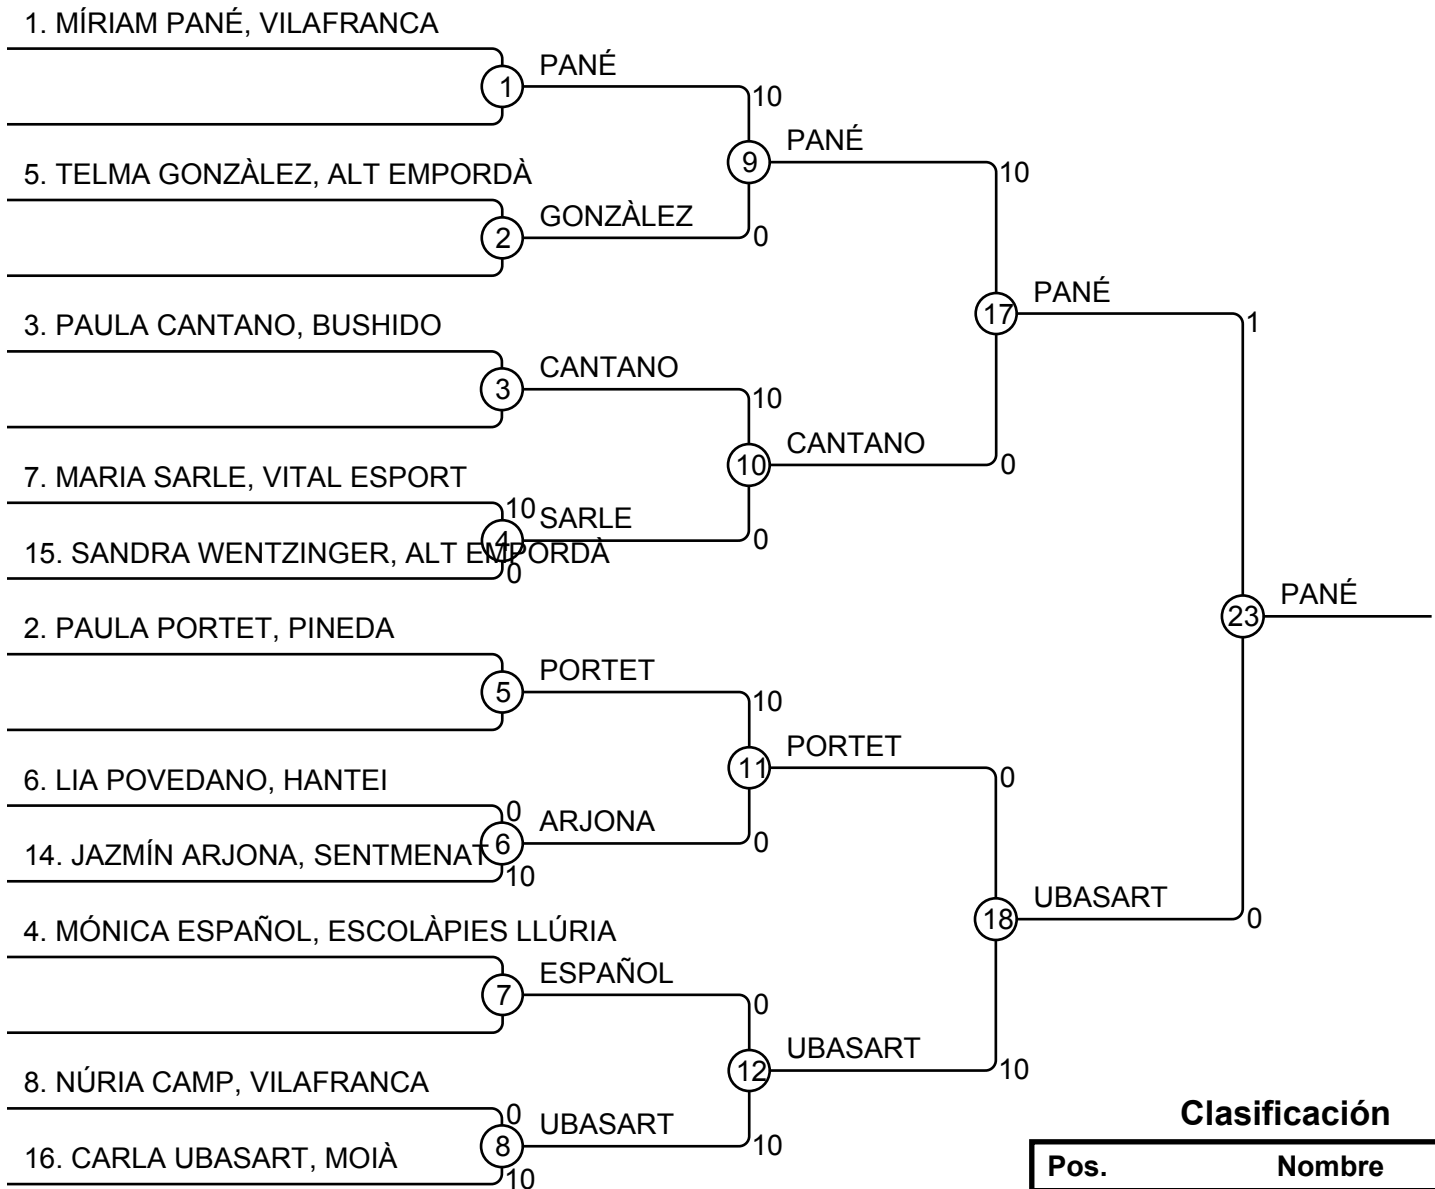 1. MÍRIAM PANÉ, VILAFRANCA
PANÉ
1
10
PANÉ
9
5. TELMA GONZÀLEZ, ALT EMPORDÀ
10
GONZÀLEZ
2
0
PANÉ
17
3. PAULA CANTANO, BUSHIDO
1
CANTANO
3
10
CANTANO
10
0
7. MARIA SARLE, VITAL ESPORT
10
SARLE
4
0
15. SANDRA WENTZINGER, ALT EMPORDÀ
0
PANÉ
23
2. PAULA PORTET, PINEDA
PORTET
5
10
PORTET
11
0
6. LIA POVEDANO, HANTEI
0
ARJONA
6
0
14. JAZMÍN ARJONA, SENTMENAT
10
UBASART
18
0
4. MÓNICA ESPAÑOL, ESCOLÀPIES LLÚRIA
ESPAÑOL
7
0
UBASART
12
10
8. NÚRIA CAMP, VILAFRANCA
0
UBASART
8
10
16. CARLA UBASART, MOIÀ
10
Clasificación
Pos. Nombre